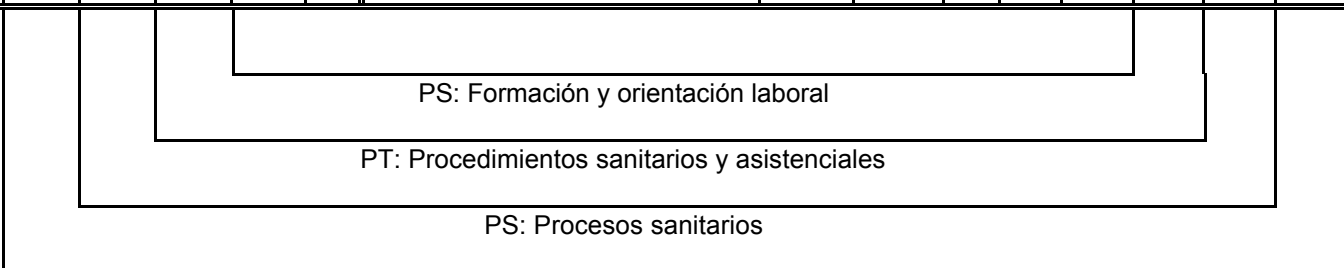 PS: Formación y orientación laboral
PT: Procedimientos sanitarios y asistenciales
PS: Procesos sanitarios